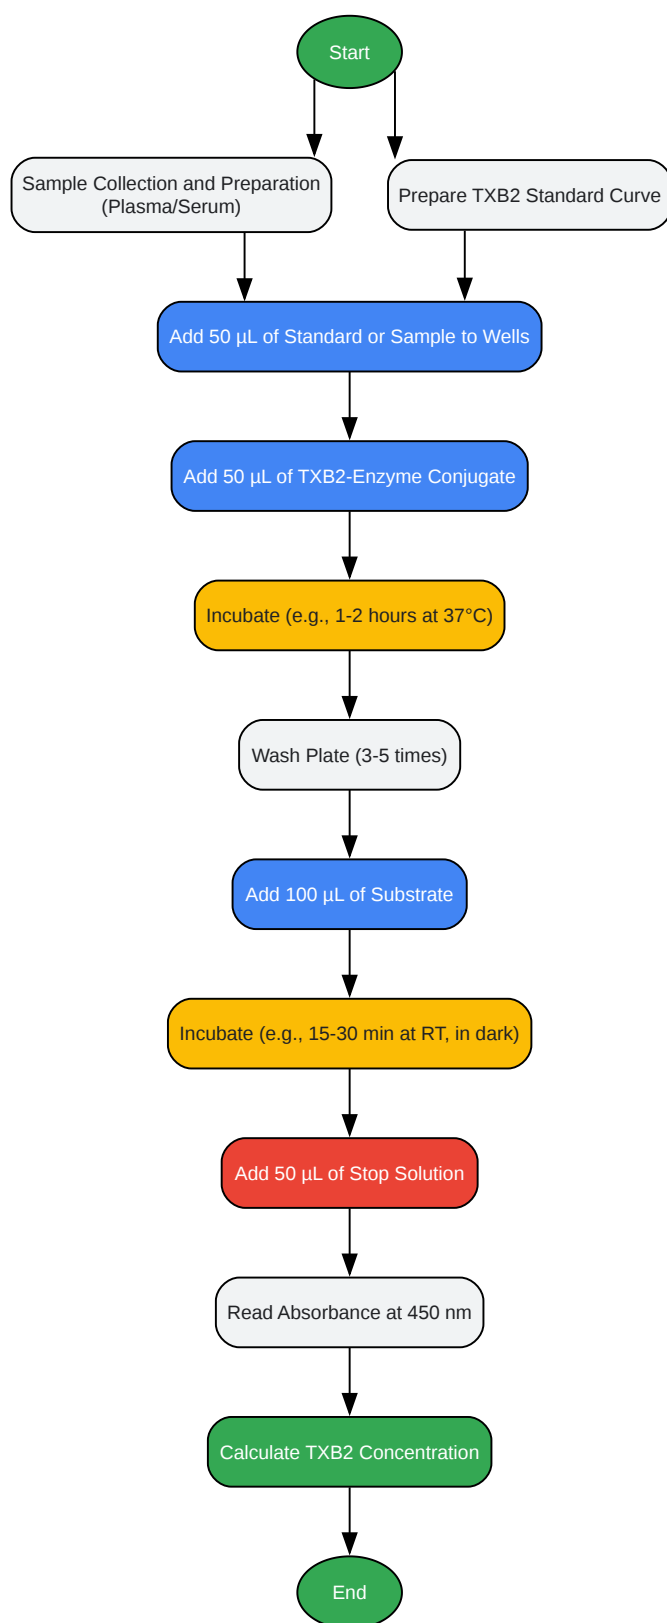 Start
Sample Collection and Preparation
(Plasma/Serum)
Prepare TXB2 Standard Curve
Add 50 µL of Standard or Sample to Wells
Add 50 µL of TXB2-Enzyme Conjugate
Incubate (e.g., 1-2 hours at 37°C)
Wash Plate (3-5 times)
Add 100 µL of Substrate
Incubate (e.g., 15-30 min at RT, in dark)
Add 50 µL of Stop Solution
Read Absorbance at 450 nm
Calculate TXB2 Concentration
End